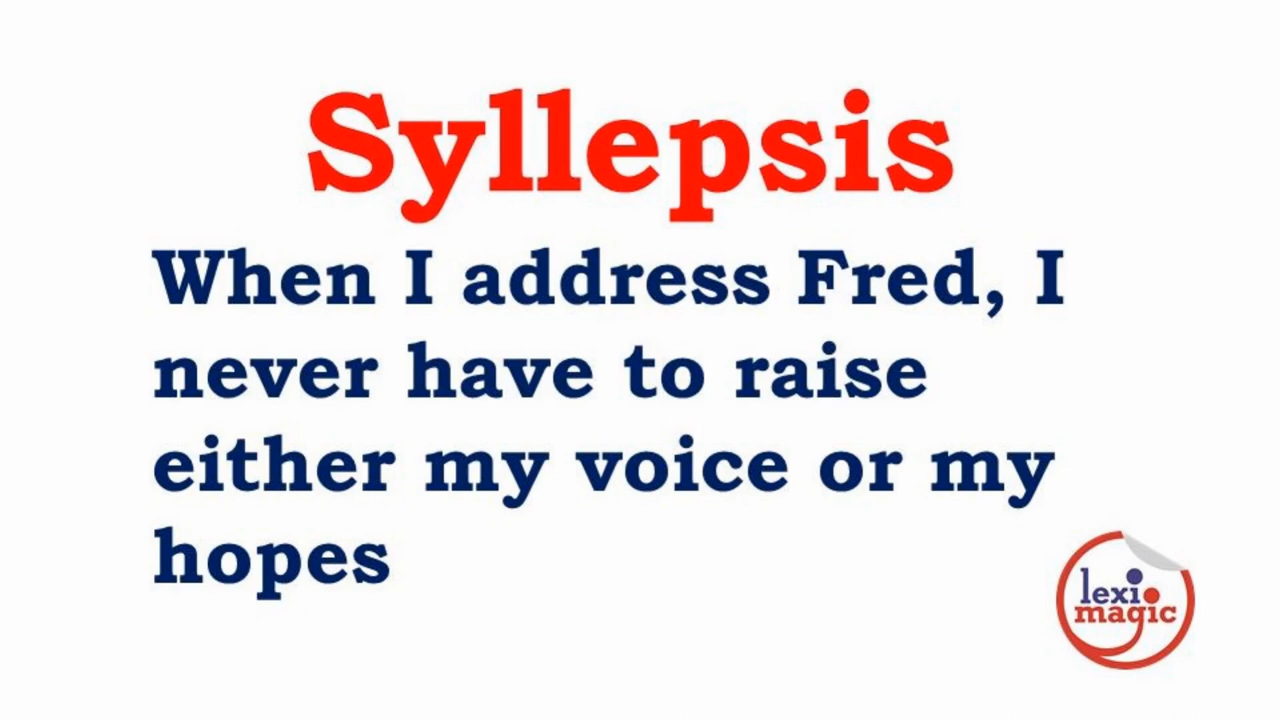 Syllepsis
When I address Fred, I
never have to raise
either my voice or my
hopes
lexi
magic